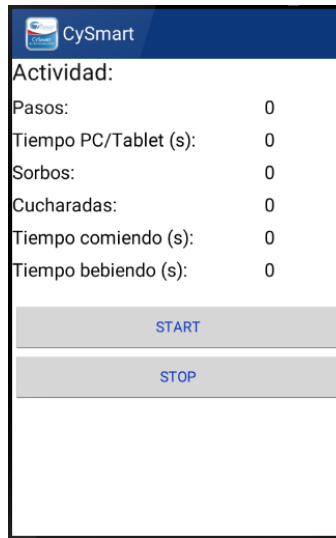 CySmart
Actividad:
Pasos: 0
Tiempo PC/Tablet (s): 0
Sorbos: 0
Cucharadas: 0
Tiempo comiendo (s): 0
Tiempo bebiendo (s): 0
START
STOP